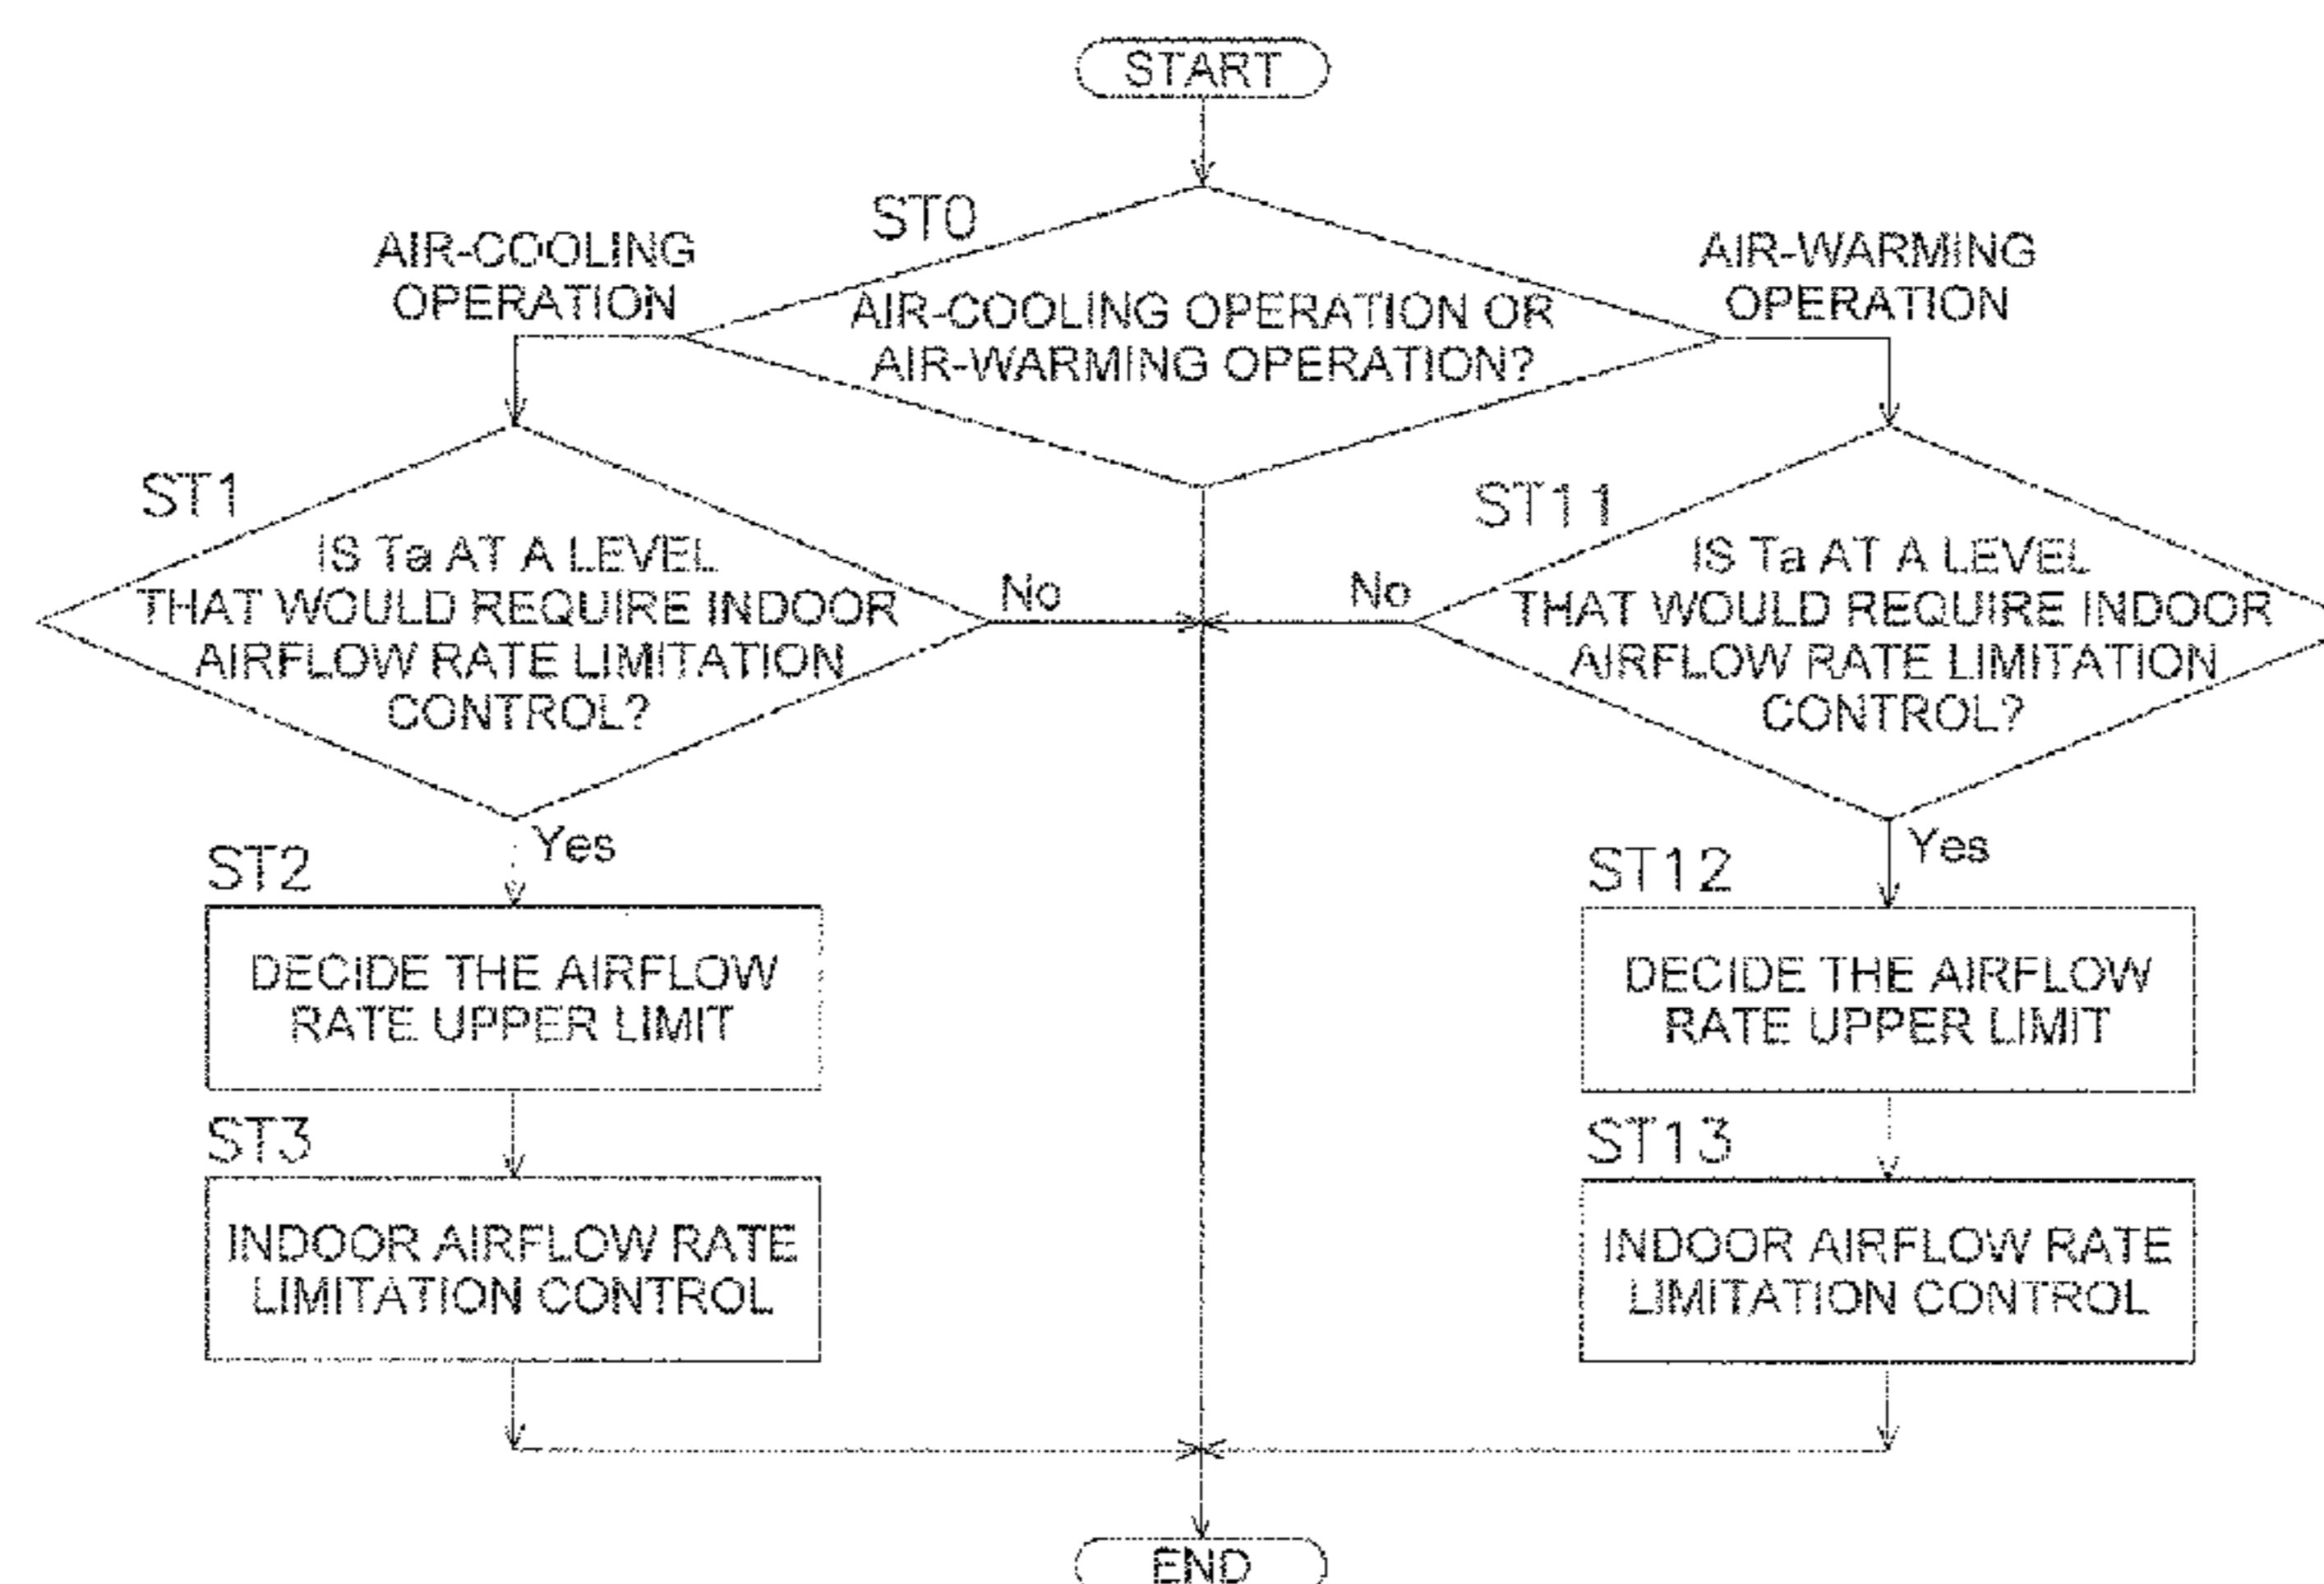 START
ST0
AIR-COOLING
OPERATION
AIR-COOLING OPERATION OR
AIR-WARMING OPERATION?
AIR-WARMING
OPERATION
ST1
IS Ta AT A LEVEL
THAT WOULD REQUIRE INDOOR
AIRFLOW RATE LIMITATION
CONTROL?
No
ST11
IS Ta AT A LEVEL
THAT WOULD REQUIRE INDOOR
AIRFLOW RATE LIMITATION
CONTROL?
No
Yes
ST2
DECIDE THE AIRFLOW
RATE UPPER LIMIT
ST3
INDOOR AIRFLOW RATE
LIMITATION CONTROL
Yes
ST12
DECIDE THE AIRFLOW
RATE UPPER LIMIT
ST13
INDOOR AIRFLOW RATE
LIMITATION CONTROL
END